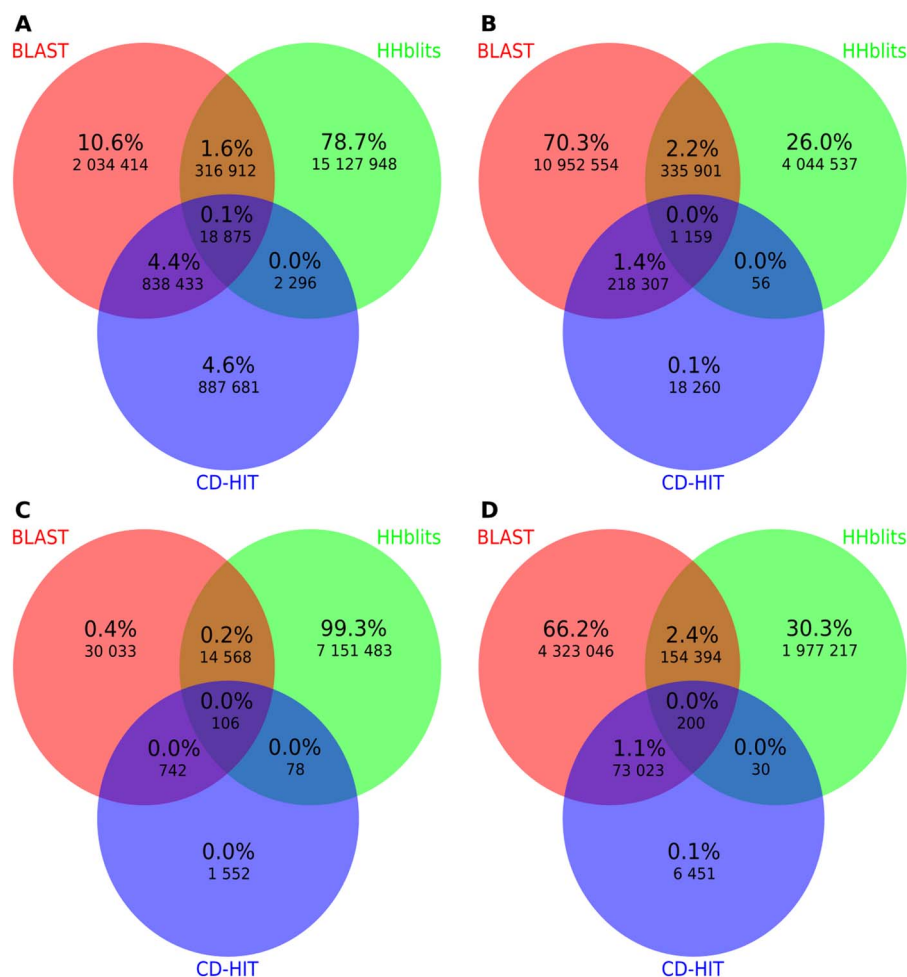 A
B
BLAST
HHblits
BLAST
HHblits
10.6%
2 034 414
1.6%
316 912
78.7%
15 127 948
70.3%
10 952 554
2.2%
335 901
26.0%
4 044 537
0.1%
18 875
0.0%
1 159
4.4%
838 433
0.0%
2 296
1.4%
218 307
0.0%
56
4.6%
887 681
0.1%
18 260
CD-HIT
CD-HIT
C
D
BLAST
HHblits
BLAST
HHblits
0.4%
30 033
0.2%
14 568
99.3%
7 151 483
66.2%
4 323 046
2.4%
154 394
30.3%
1 977 217
0.0%
106
0.0%
200
0.0%
742
0.0%
78
1.1%
73 023
0.0%
30
0.0%
1 552
0.1%
6 451
CD-HIT
CD-HIT